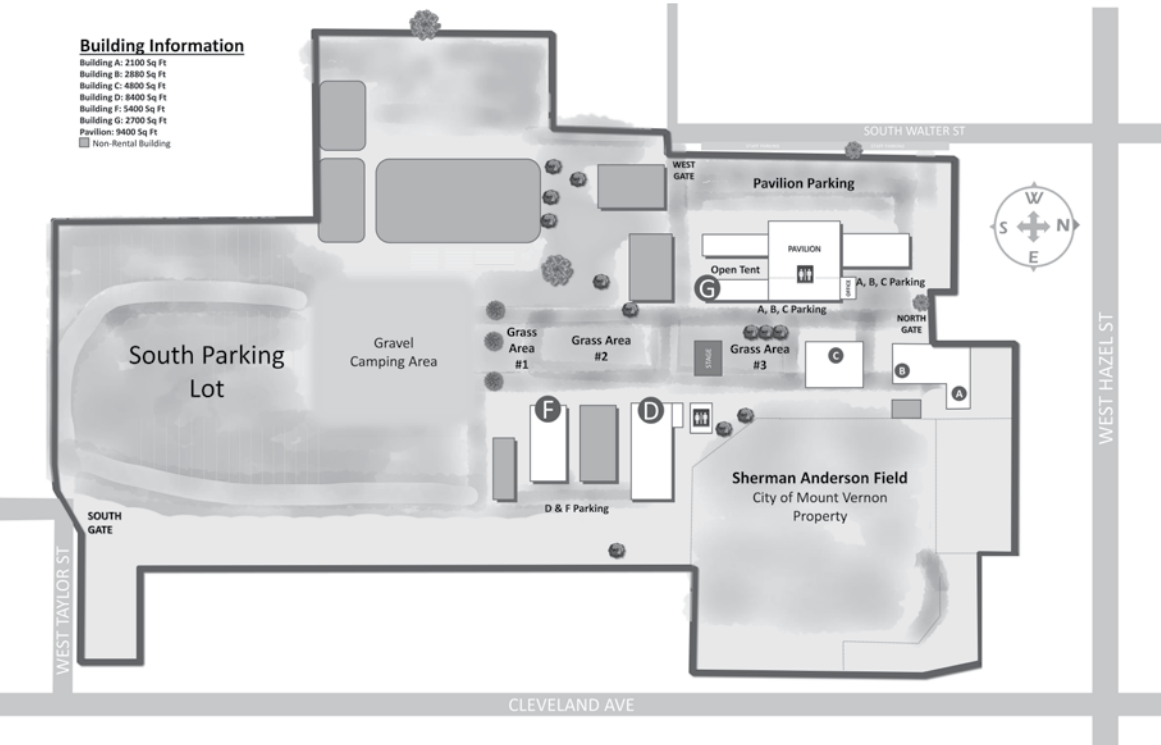 Building Information
Building A: 2100 Sq Ft
Building B: 2880 Sq Ft
Building C: 4800 Sq Ft
Building D: 8400 Sq Ft
Building F: 5400 Sq Ft
Building G: 2700 Sq Ft
Pavilion: 9400 Sq Ft
Non-Rental Building
SOUTH WALTER ST
WEST
GATE
Pavilion Parking
W
S
N
E
PAVILION
Open Tent
G
OFFICE
A, B, C Parking
A, B, C Parking
NORTH
GATE
South Parking
Lot
Gravel
Camping Area
Grass
Area
#1
Grass Area
#2
STAGE
Grass Area
#3
C
B
A
WEST HAZEL ST
F
D
Sherman Anderson Field
City of Mount Vernon
Property
D & F Parking
SOUTH
GATE
WEST TAYLOR ST
CLEVELAND AVE